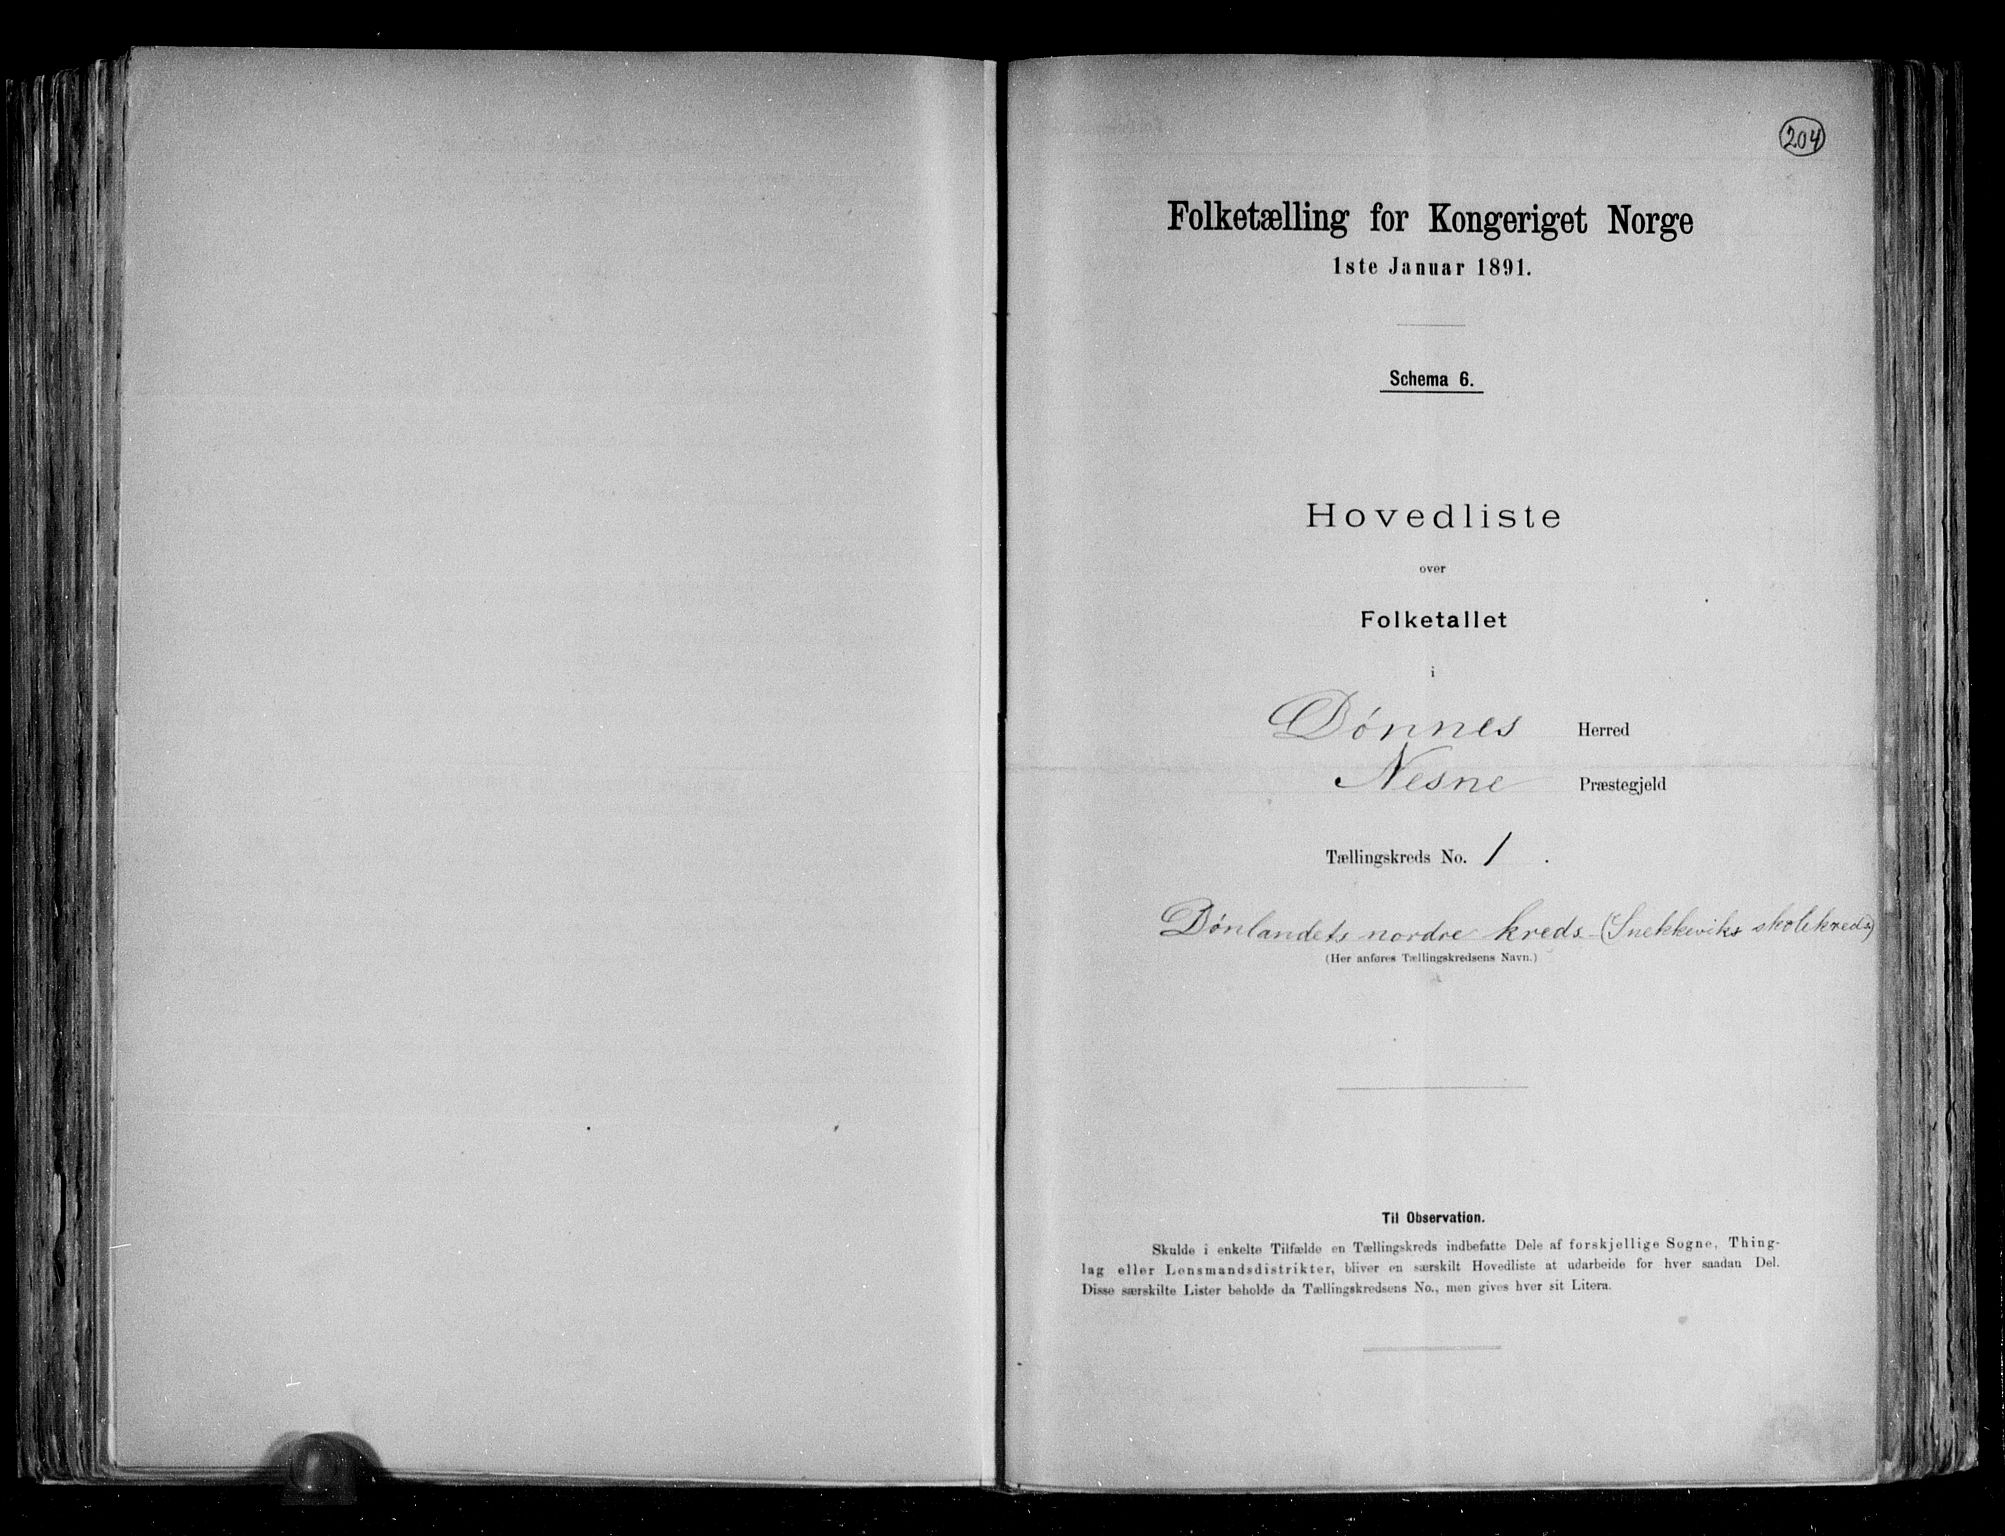 204
Folketælling for Kongeriget Norge
1ste Januar 1891.
Schema 6.
Hovedliste
over
Folketallet
i
Dønnes Herred
Nesne Præstegjeld
Tællingskreds No. 1.
Dønlandets nordre kreds (Snekkeviks skolekreds)
(Her anføres Tællingskredsens Navn.)
Til Observation.
Skulde i enkelte Tilfælde en Tællingskreds indbefatte Dele af forskjellige Sogne, Thing-
lag eller Lensmandsdistrikter, bliver en særskilt Hovedliste at udarbeide for hver saadan Del.
Disse særskilte Lister beholde da Tællingskredsens No., men gives hver sit Litera.